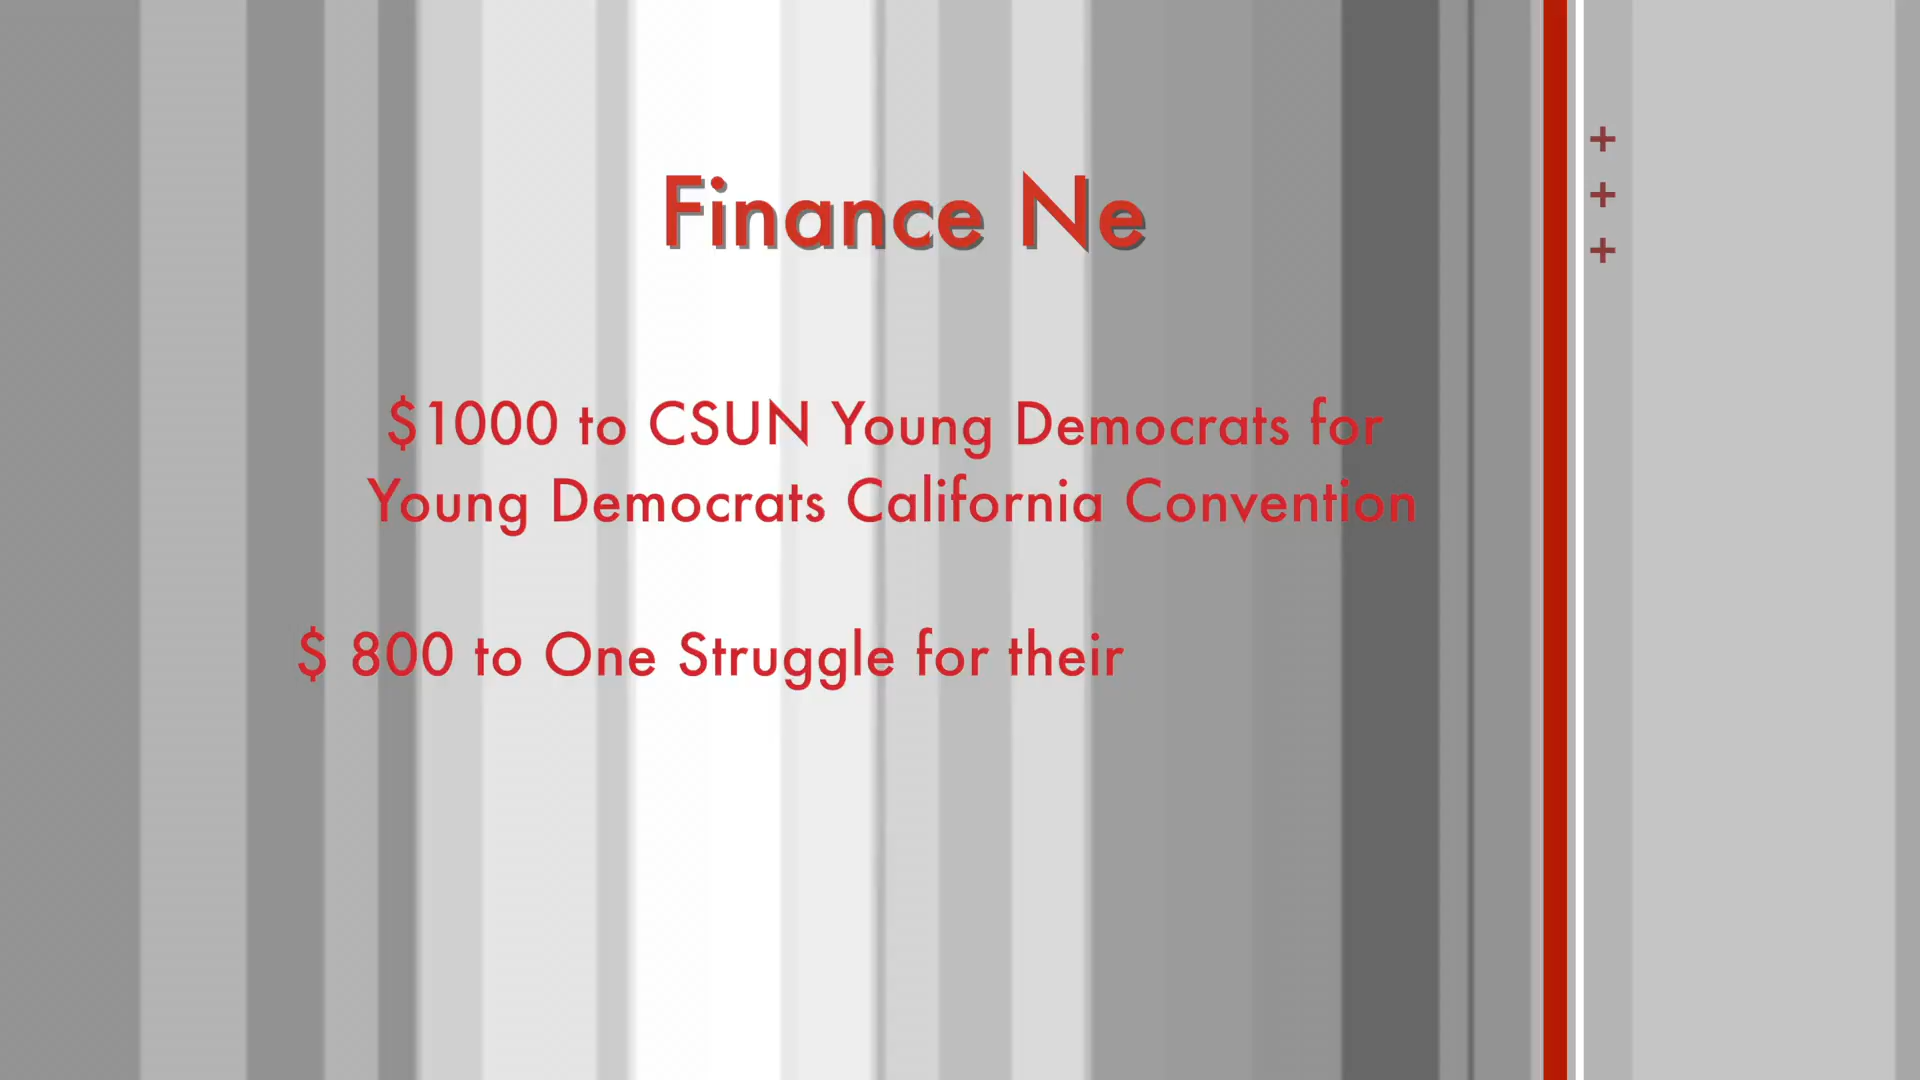 Finance Ne
$1000 to CSUN Young Democrats for
Young Democrats California Convention
$ 800 to One Struggle for their
+
+
+